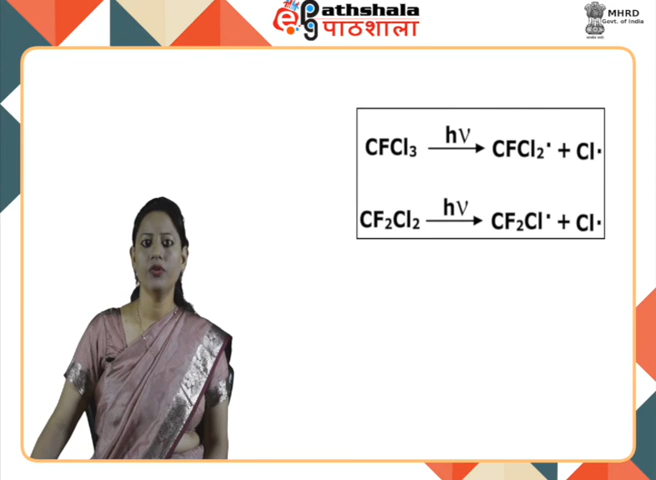 epathshala
पाठशाला
MHRD
Govt. of India
CFCl₃ hν → CFCl₂· + Cl·
CF₂Cl₂ hν → CF₂Cl· + Cl·